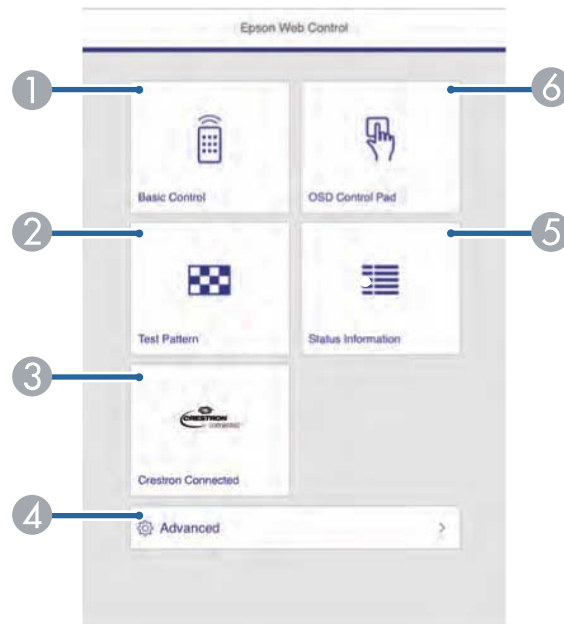 Epson Web Control
1
6
Basic Control
OSD Control Pad
2
5
Test Pattern
Status Information
3
CRESTRON
Crestron Connected
4
Advanced